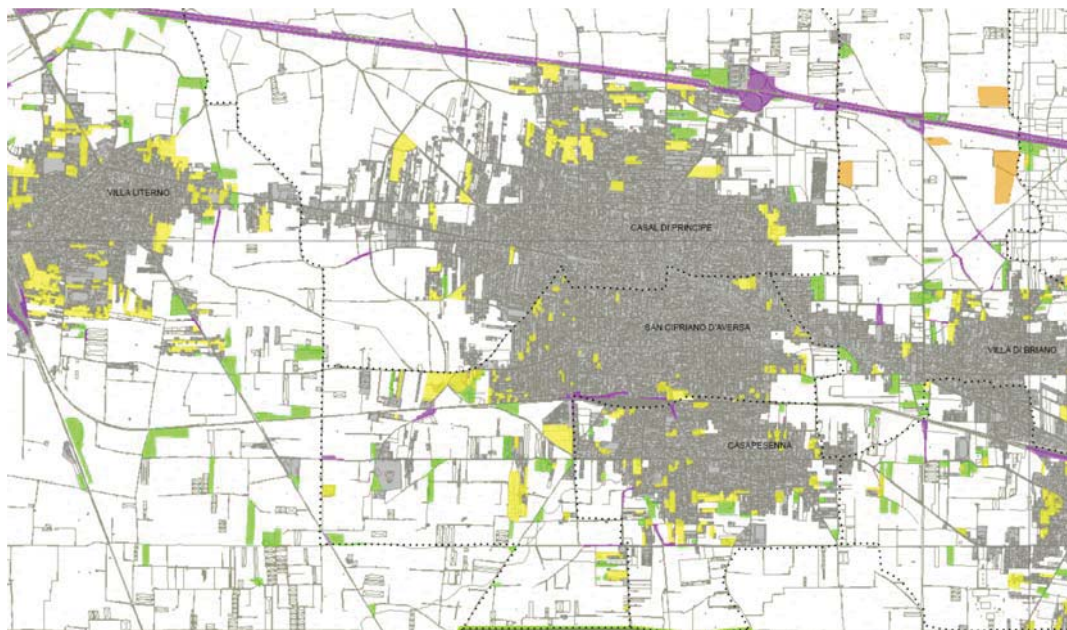 VILLA LITERNO
CASAL DI PRINCIPE
SAN CIPRIANO D'AVERSA
VILLA DI BRIANO
CASAPESENNA